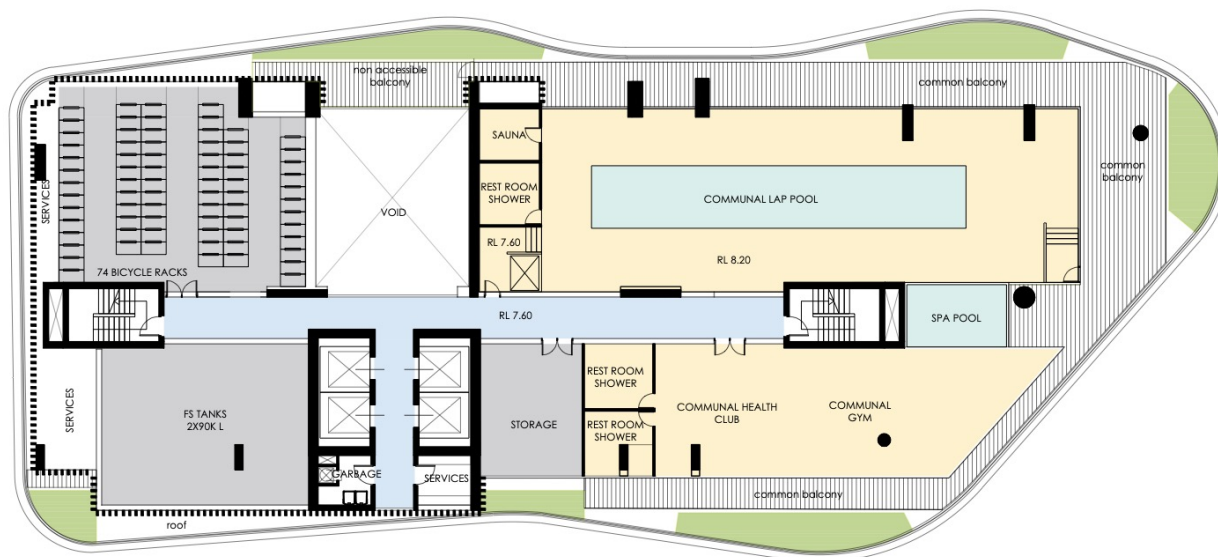 non accessible
balcony
common balcony
SAUNA
common
balcony
REST ROOM
SHOWER
COMMUNAL LAP POOL
SERVICES
VOID
RL 7.60
RL 8.20
74 BICYCLE RACKS
RL 7.60
SPA POOL
REST ROOM
SHOWER
SERVICES
FS TANKS
2X90K L
STORAGE
COMMUNAL HEALTH
CLUB
COMMUNAL
GYM
REST ROOM
SHOWER
GARBAGE
SERVICES
common balcony
roof